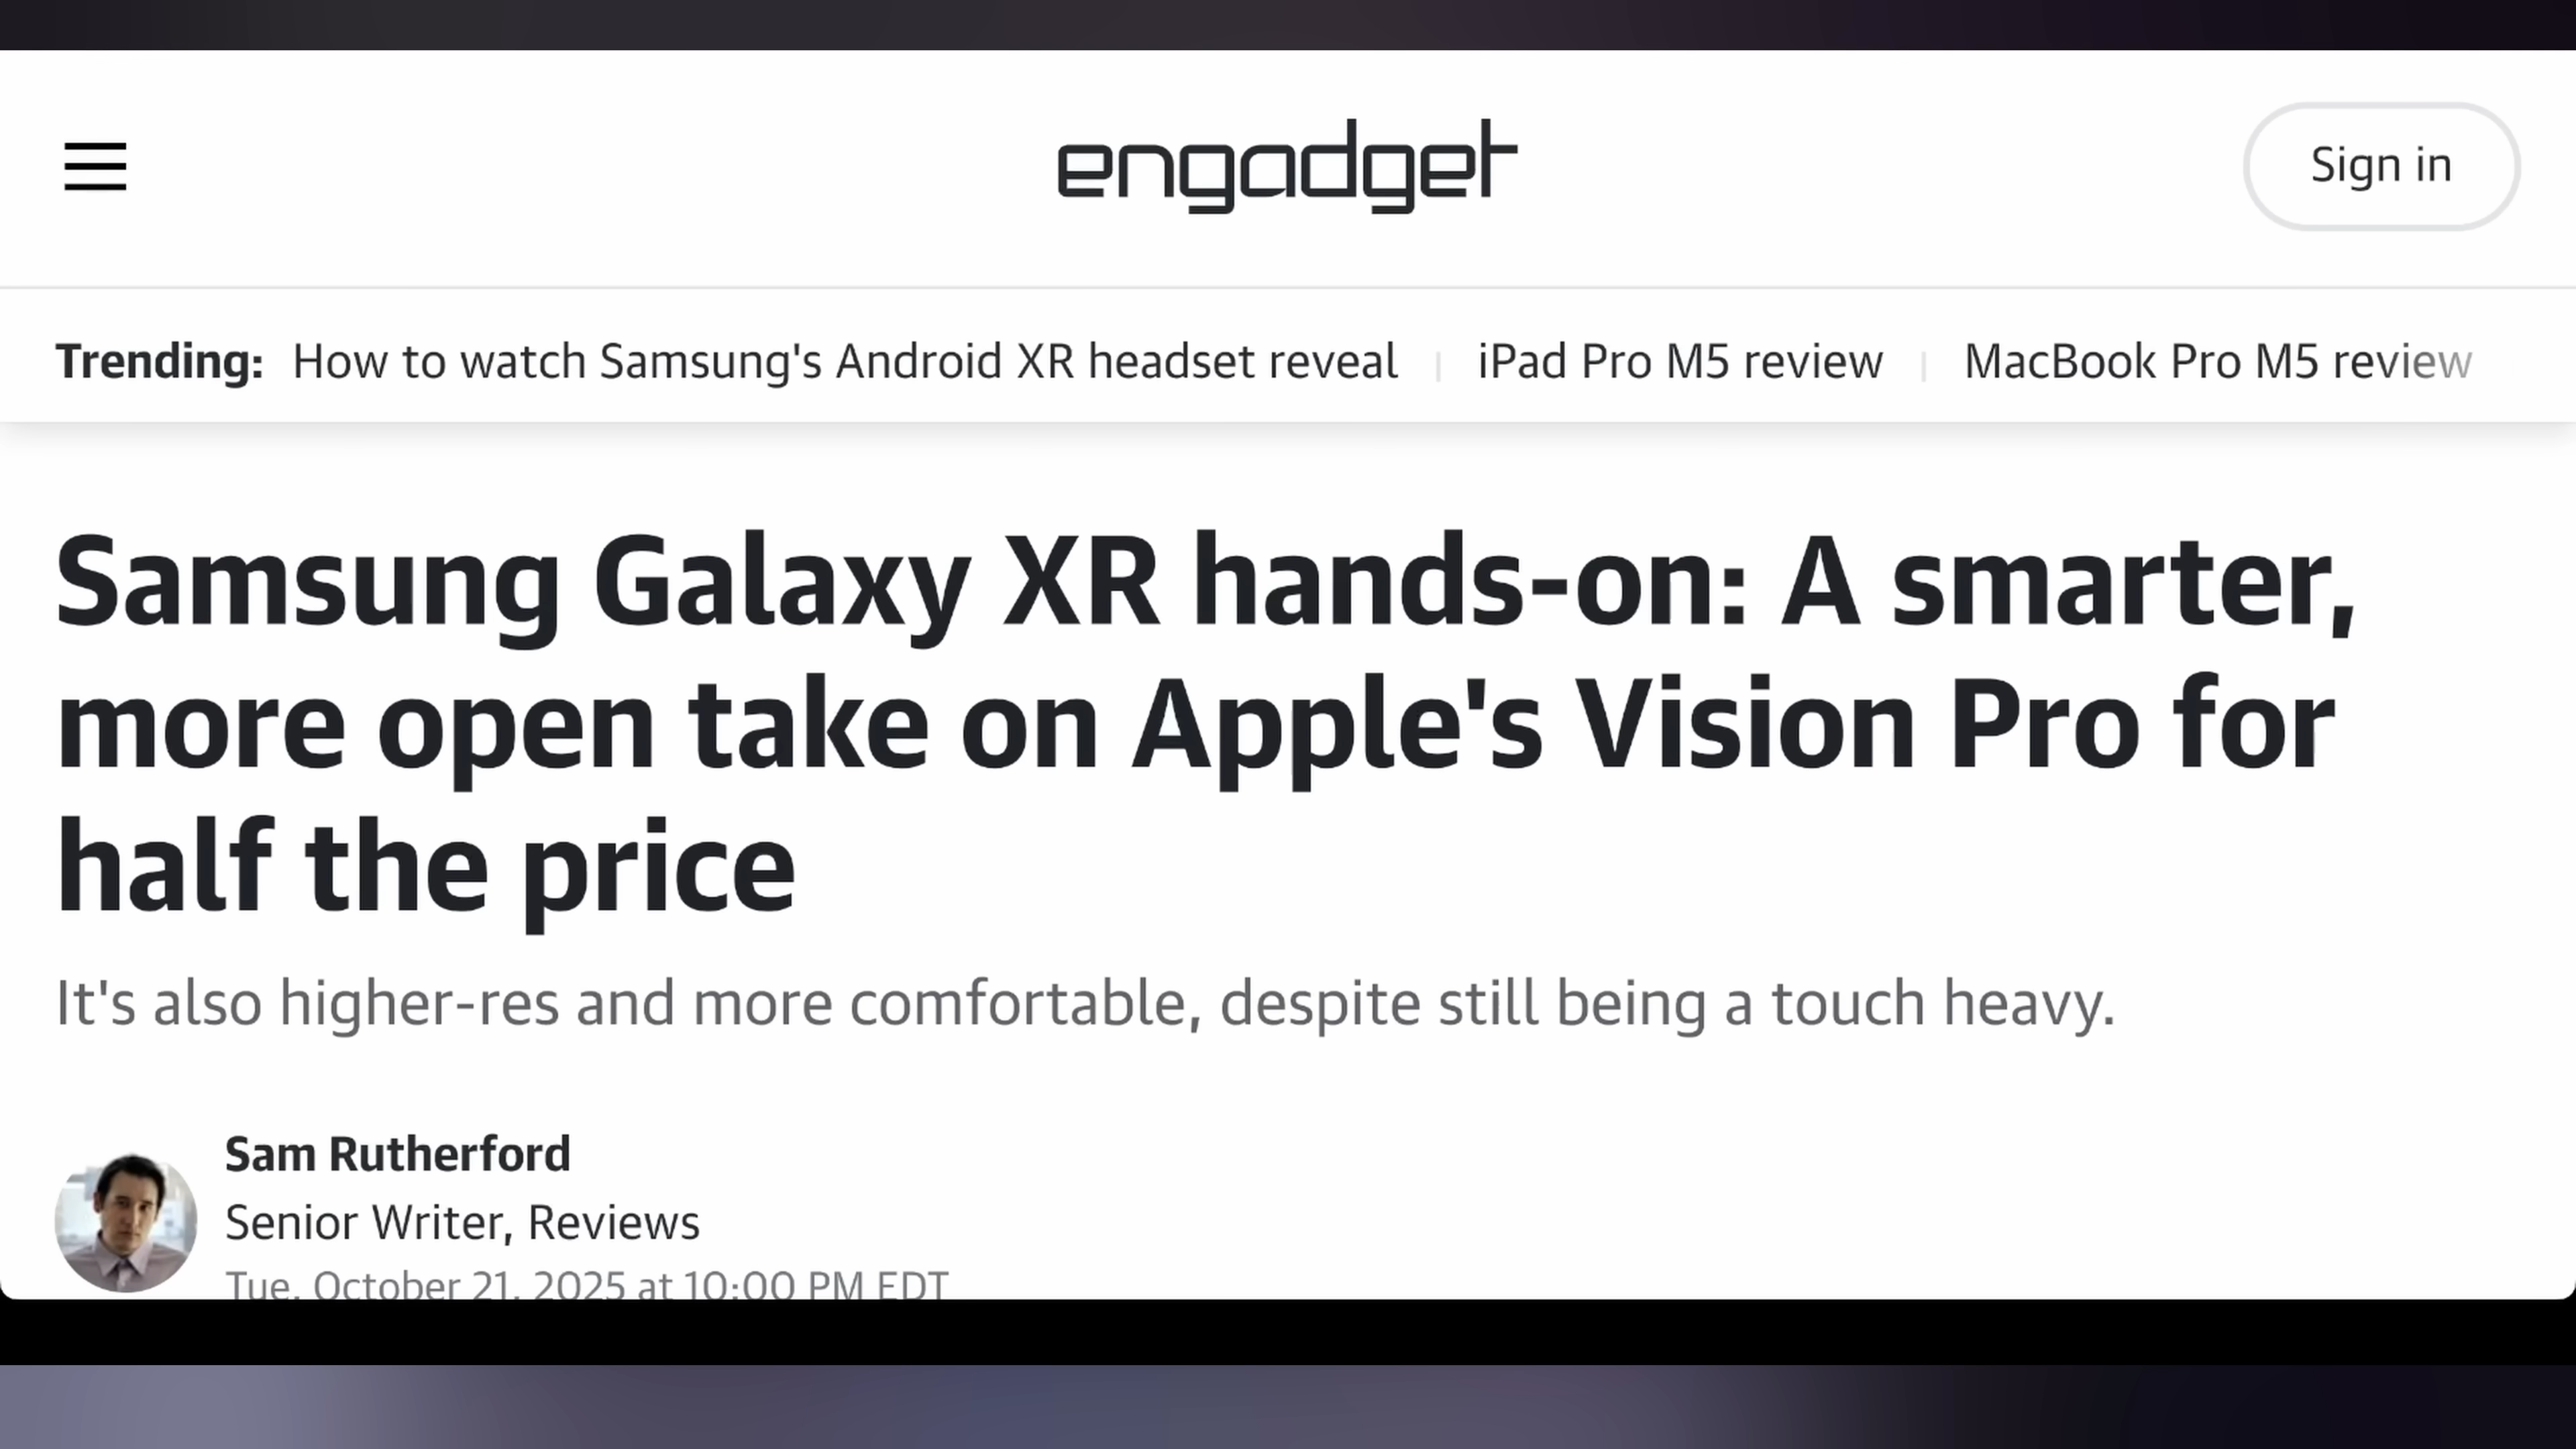 engadget
Sign in
Trending: How to watch Samsung's Android XR headset reveal
iPad Pro M5 review
MacBook Pro M5 review
Samsung Galaxy XR hands-on: A smarter,
more open take on Apple's Vision Pro for
half the price
It's also higher-res and more comfortable, despite still being a touch heavy.
Sam Rutherford
Senior Writer, Reviews
Tue, October 21, 2025 at 10:00 PM EDT